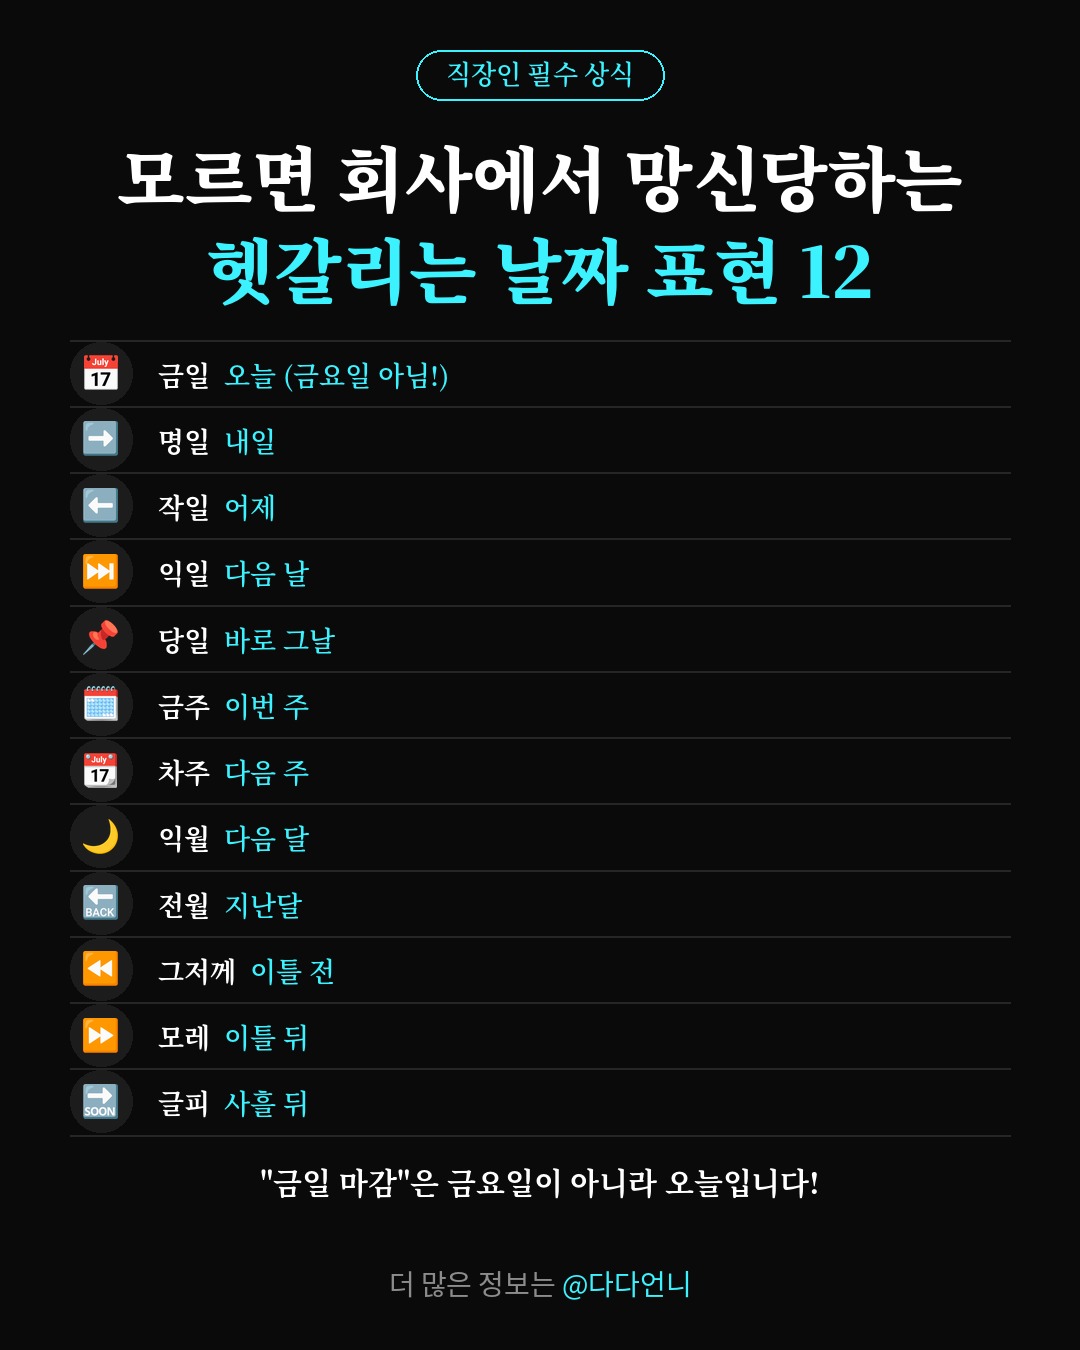 직장인 필수 상식
모르면 회사에서 망신당하는
헷갈리는 날짜 표현 12
July 17 금일 오늘 (금요일 아님!)
명일 내일
작일 어제
익일 다음 날
당일 바로 그날
금주 이번 주
July 17 차주 다음 주
익월 다음 달
BACK 전월 지난달
그저께 이틀 전
모레 이틀 뒤
SOON 글피 사흘 뒤
"금일 마감"은 금요일이 아니라 오늘입니다!
더 많은 정보는 @다다언니